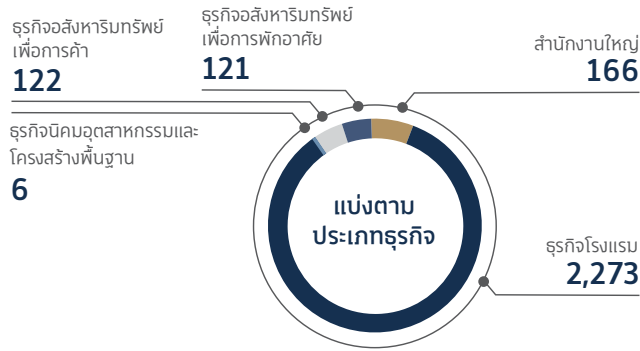 ธุรกิจอสังหาริมทรัพย์
เพื่อการค้า
122
ธุรกิจอสังหาริมทรัพย์
เพื่อการพักอาศัย
121
สำนักงานใหญ่
166
ธุรกิจนิคมอุตสาหกรรมและ
โครงสร้างพื้นฐาน
6
แบ่งตาม
ประเภทธุรกิจ
ธุรกิจโรงแรม
2,273